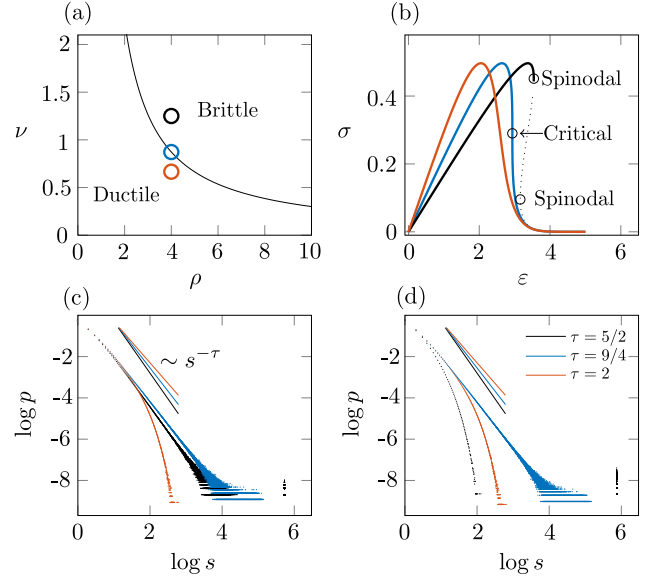 (a)
2
1.5
1
0.5
0
ν
Brittle
Ductile
0 2 4 6 8 10
ρ
(b)
0.4
0.2
0
σ
Spinodal
Critical
Spinodal
0 2 4 6
ε
(c)
-2
-4
-6
-8
log p
∼ s^{-τ}
0 2 4 6
log s
(d)
-2
-4
-6
-8
log p
τ = 5/2
τ = 9/4
τ = 2
0 2 4 6
log s